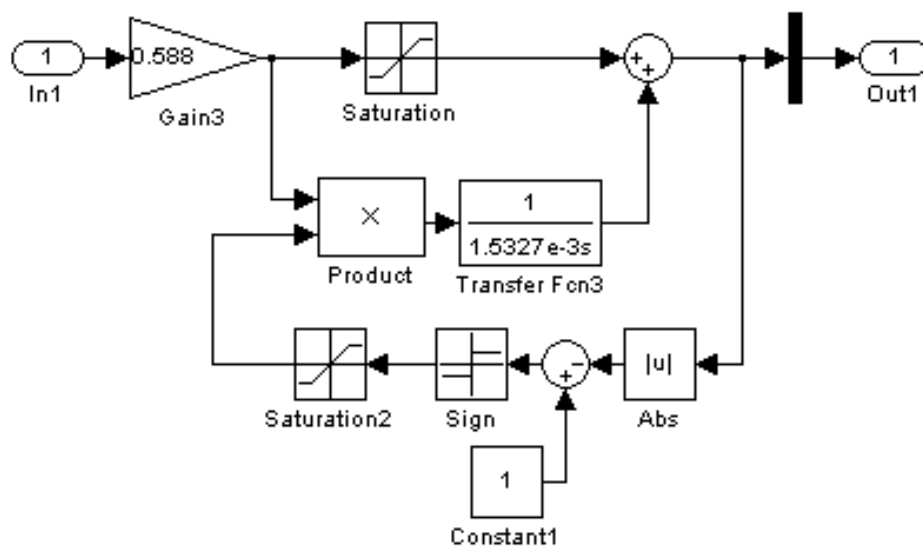 1
In1
0.588
Gain3
Saturation
+
+
1
Out1
×
Product
1
1.5327e-3s
Transfer Fcn3
Saturation2
Sign
−
+
|u|
Abs
1
Constant1